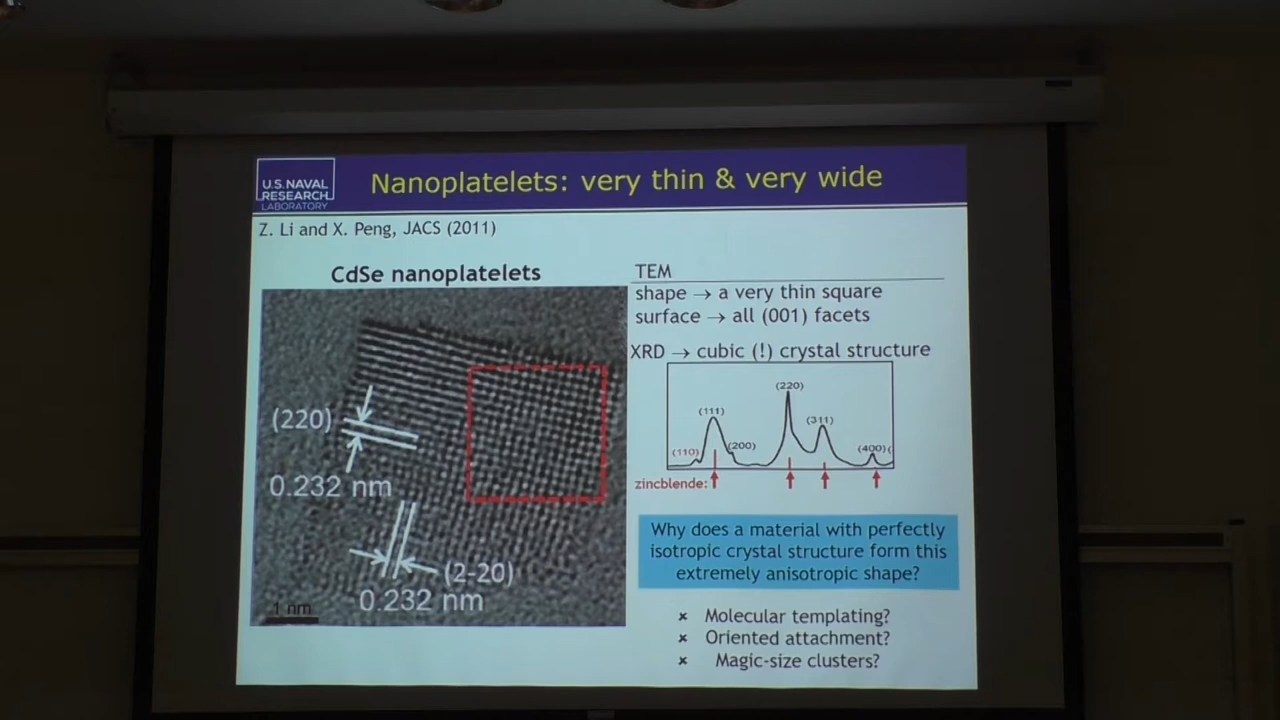 U.S. NAVAL
RESEARCH
LABORATORY
Nanoplatelets: very thin & very wide
Z. Li and X. Peng, JACS (2011)
CdSe nanoplatelets
(220)
0.232 nm
(2-20)
0.232 nm
1 nm
TEM
shape → a very thin square
surface → all (001) facets
XRD → cubic (!) crystal structure
(220)
(111)
(311)
(110)
(200)
(400)
zincblende:
Why does a material with perfectly
isotropic crystal structure form this
extremely anisotropic shape?
× Molecular templating?
× Oriented attachment?
× Magic-size clusters?